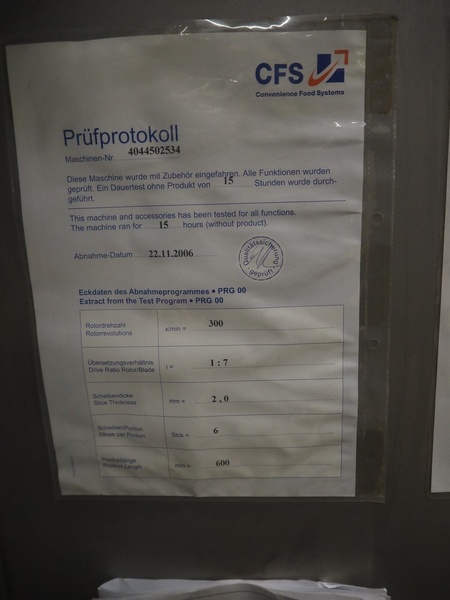 CFS
Convenience Food Systems
Prüfprotokoll
Maschinen-Nr. 4044502534
Diese Maschine wurde mit Zubehör eingefahren. Alle Funktionen wurden
geprüft. Ein Dauertest ohne Produkt von 15 Stunden wurde durch-
geführt.
This machine and accessories has been tested for all functions.
The machine ran for 15 hours (without product).
Abnahme-Datum 22.11.2006
Qualitätssicherung
geprüft
Eckdaten des Abnahmeprogrammes • PRG 00
Extract from the Test Program • PRG 00
Rotordrehzahl
Rotorrevolutions
x/min = 300
Übersetzungsverhältnis
Drive Ratio Rotor/Blade
i = 1 : 7
Scheibendicke
Slice Thickness
mm = 2,0
Scheiben/Portion
Slices per Portion
Stck = 6
Produktlänge
Product Length
mm = 600